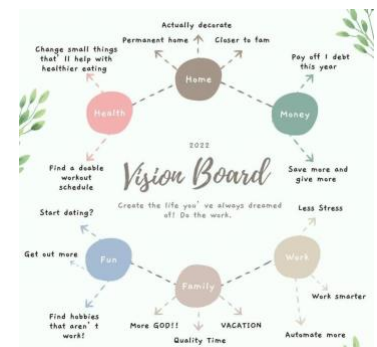 Actually decorate
Permanent home
Closer to fam
Change small things
that'll help with
healthier eating
Home
Pay off 1 debt
this year
Health
Money
2022
Vision Board
Create the life you've always dreamed
of! Do the work.
Find a doable
workout
schedule
Save more and
give more
Start dating?
Less Stress
Get out more
Fun
Work
Family
Find hobbies
that aren't
work!
More GOD!!
Quality Time
VACATION
Work smarter
Automate more